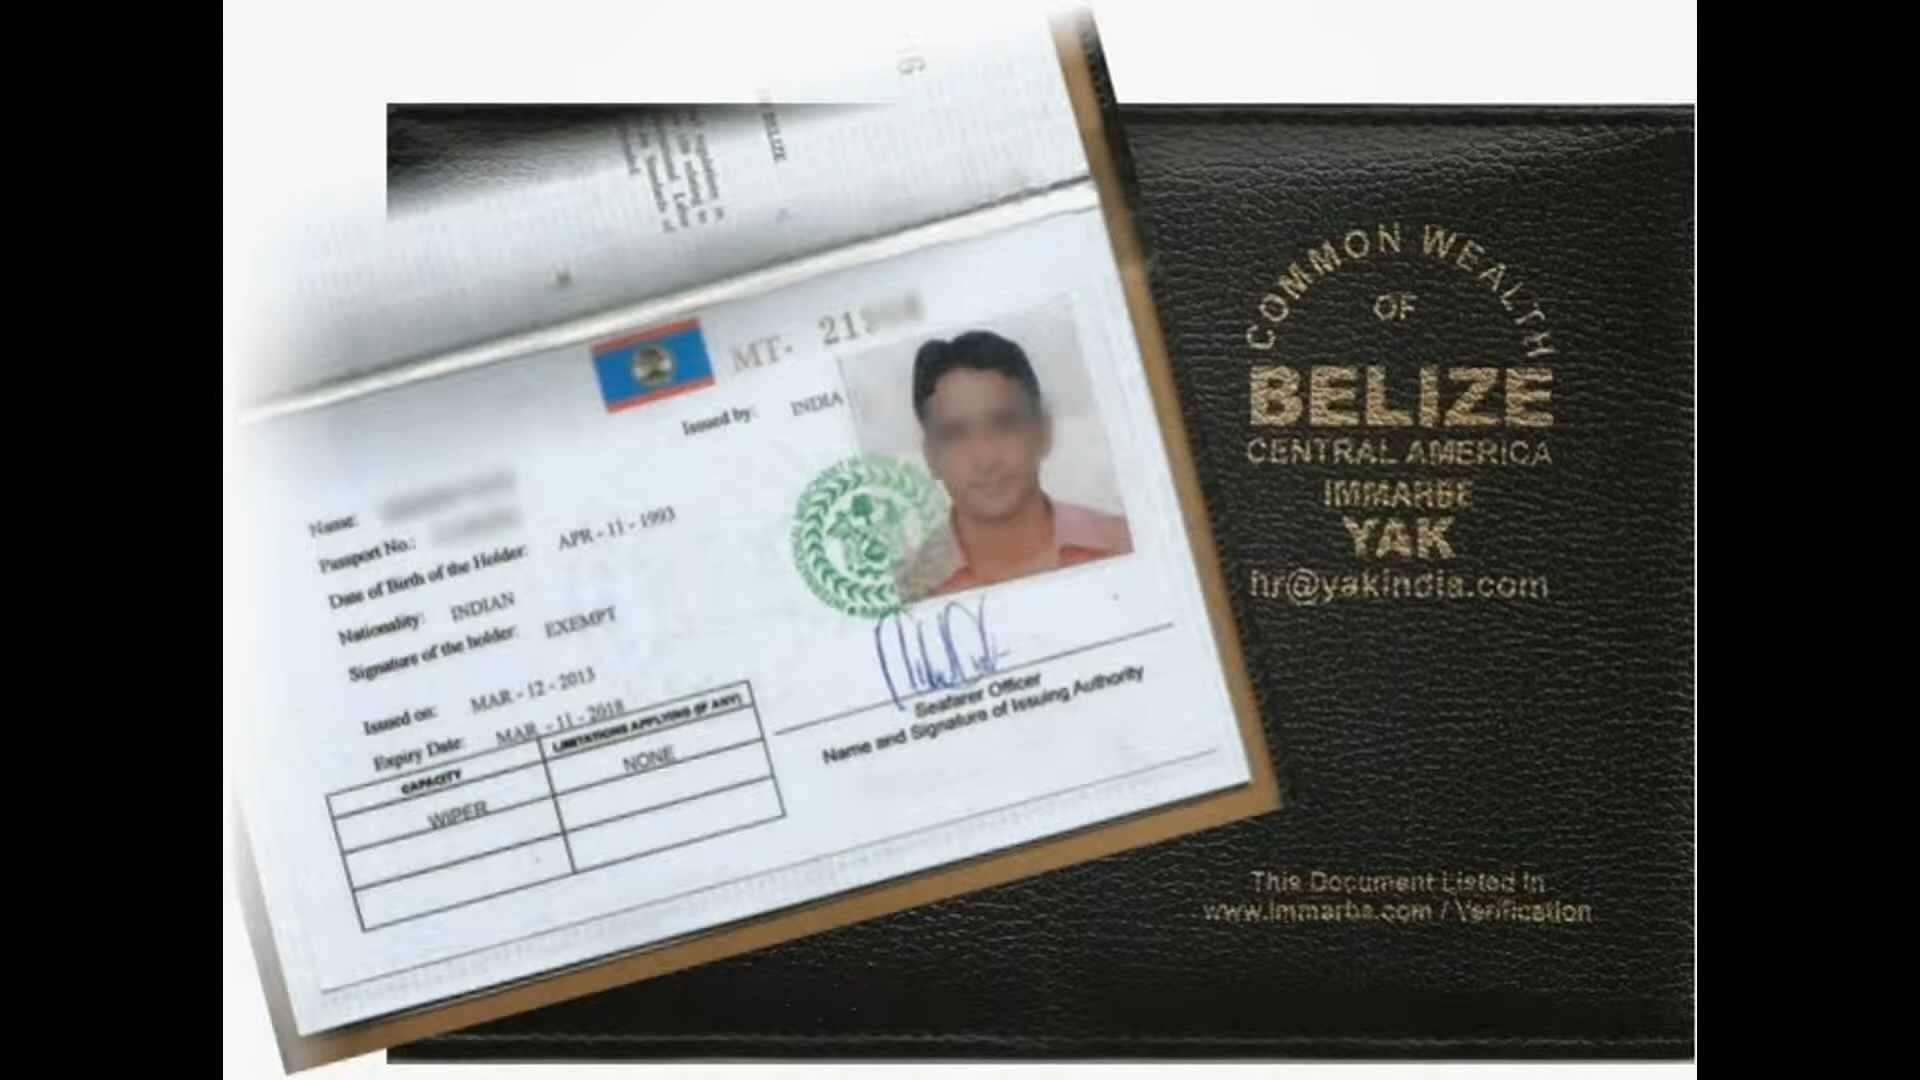 16
BELIZE
MT- 21
Issued by: INDIA
Name:
Passport No.:
Date of Birth of the Holder: APR - 11 - 1993
Nationality: INDIAN
Signature of the holder: EXEMPT
Issued on: MAR - 12 - 2013
Expiry Date: MAR - 11 - 2018
CAPACITY LIMITATIONS APPLYING (IF ANY)
WIPER NONE
Seafarer Officer
Name and Signature of Issuing Authority
COMMON WEALTH
OF
BELIZE
CENTRAL AMERICA
IMMARBE
YAK
hr@yakindia.com
This Document Listed In
www.immarbe.com / Verification